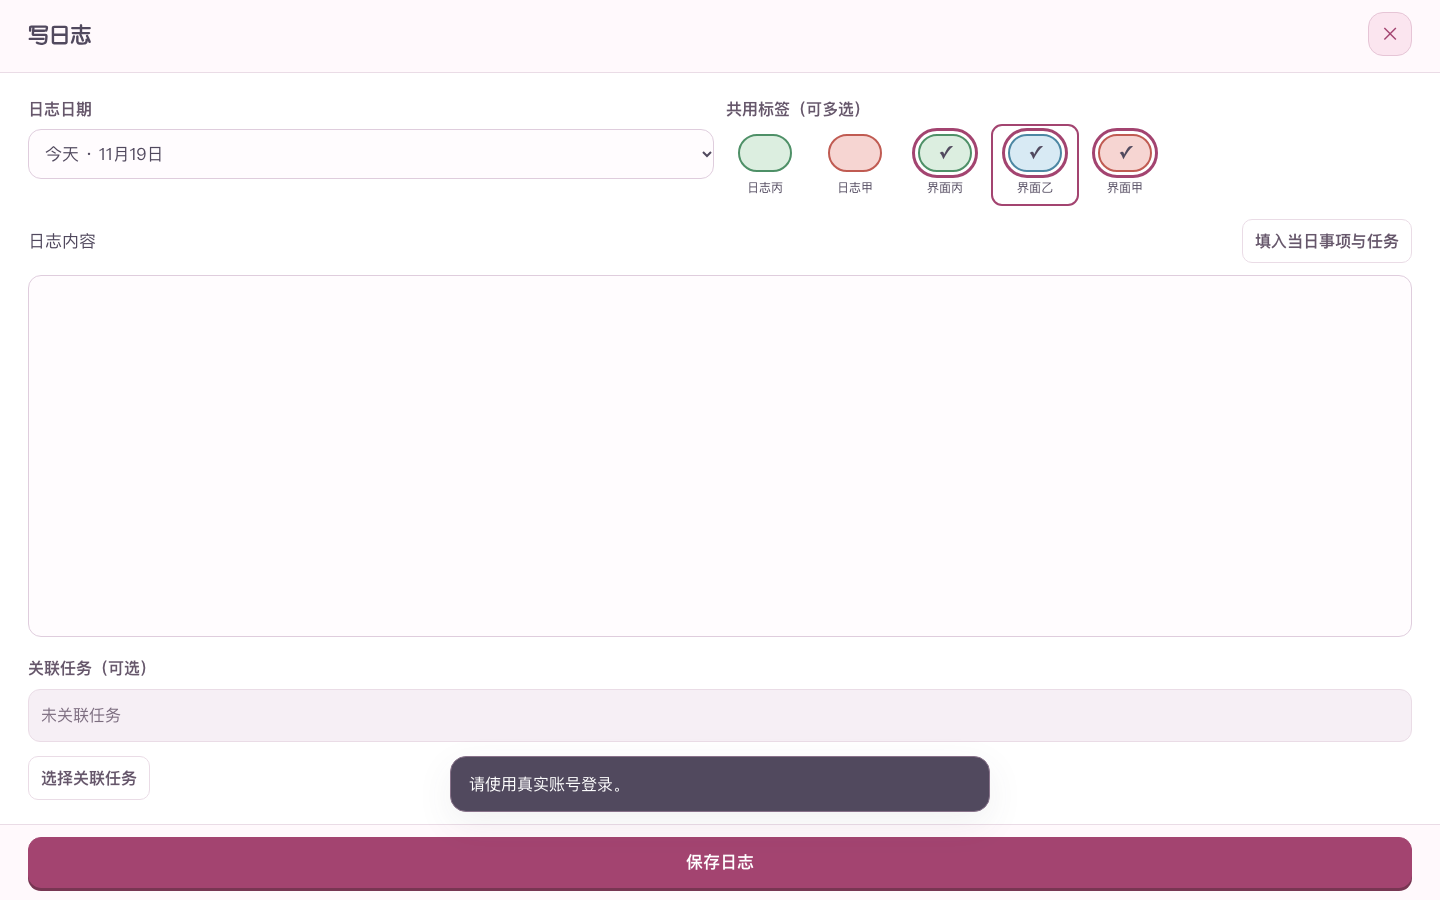 写日志
日志日期
今天 · 11月19日
共用标签（可多选）
✓ ✓ ✓
日志丙 日志甲 界面丙 界面乙 界面甲
日志内容
填入当日事项与任务
关联任务（可选）
未关联任务
选择关联任务
请使用真实账号登录。
保存日志